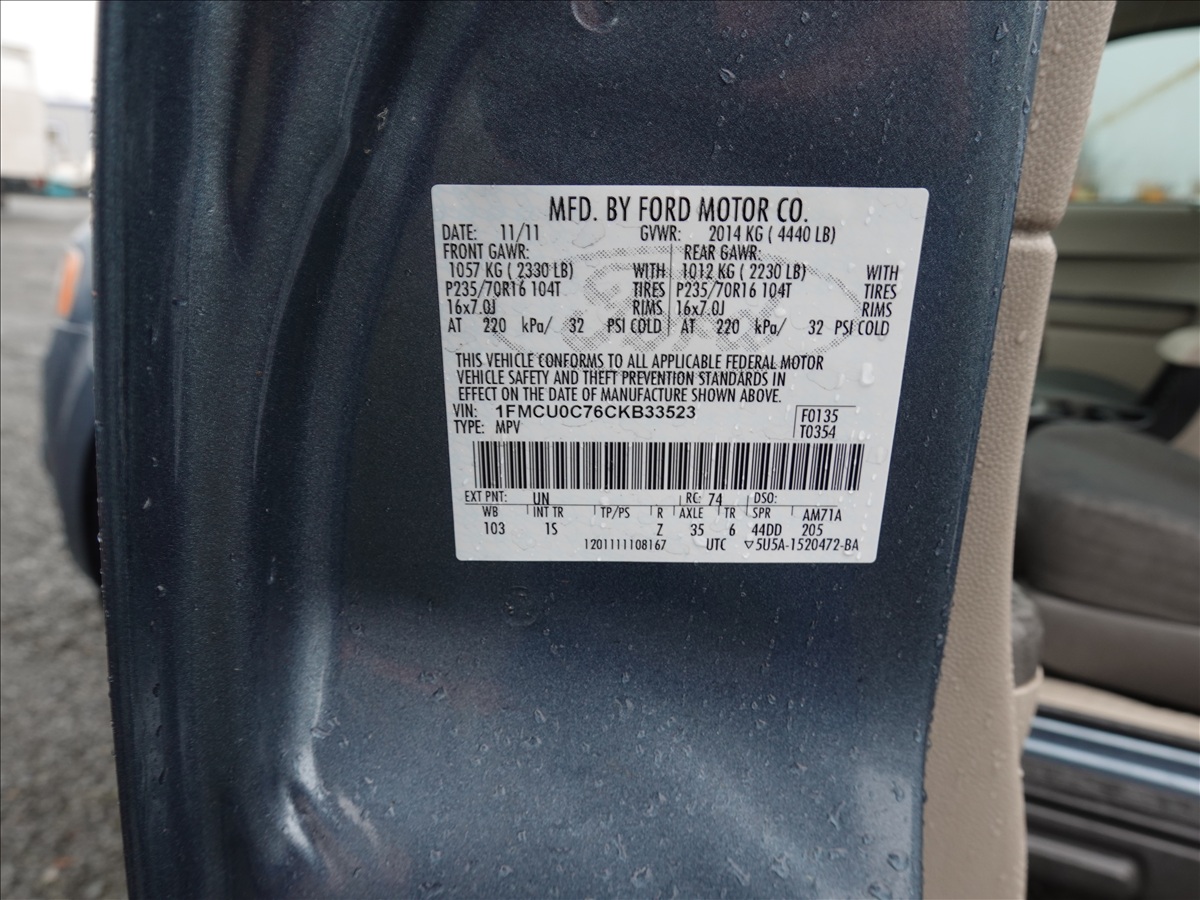 MFD. BY FORD MOTOR CO.
DATE: 11/11 GVWR: 2014 KG ( 4440 LB)
FRONT GAWR: REAR GAWR:
1057 KG ( 2330 LB) WITH 1012 KG ( 2230 LB) WITH
P235/70R16 104T TIRES P235/70R16 104T TIRES
16x7.0J RIMS 16x7.0J RIMS
AT 220 kPa/ 32 PSI COLD AT 220 kPa/ 32 PSI COLD
Ford
THIS VEHICLE CONFORMS TO ALL APPLICABLE FEDERAL MOTOR
VEHICLE SAFETY AND THEFT PREVENTION STANDARDS IN
EFFECT ON THE DATE OF MANUFACTURE SHOWN ABOVE.
VIN: 1FMCU0C76CKB33523 F0135
TYPE: MPV T0354
EXT PNT: UN RC: 74 DSO:
WB INT TR TP/PS R AXLE TR SPR AM71A
103 1S Z 35 6 44DD 205
1201111108167 UTC ▽5U5A-1520472-BA